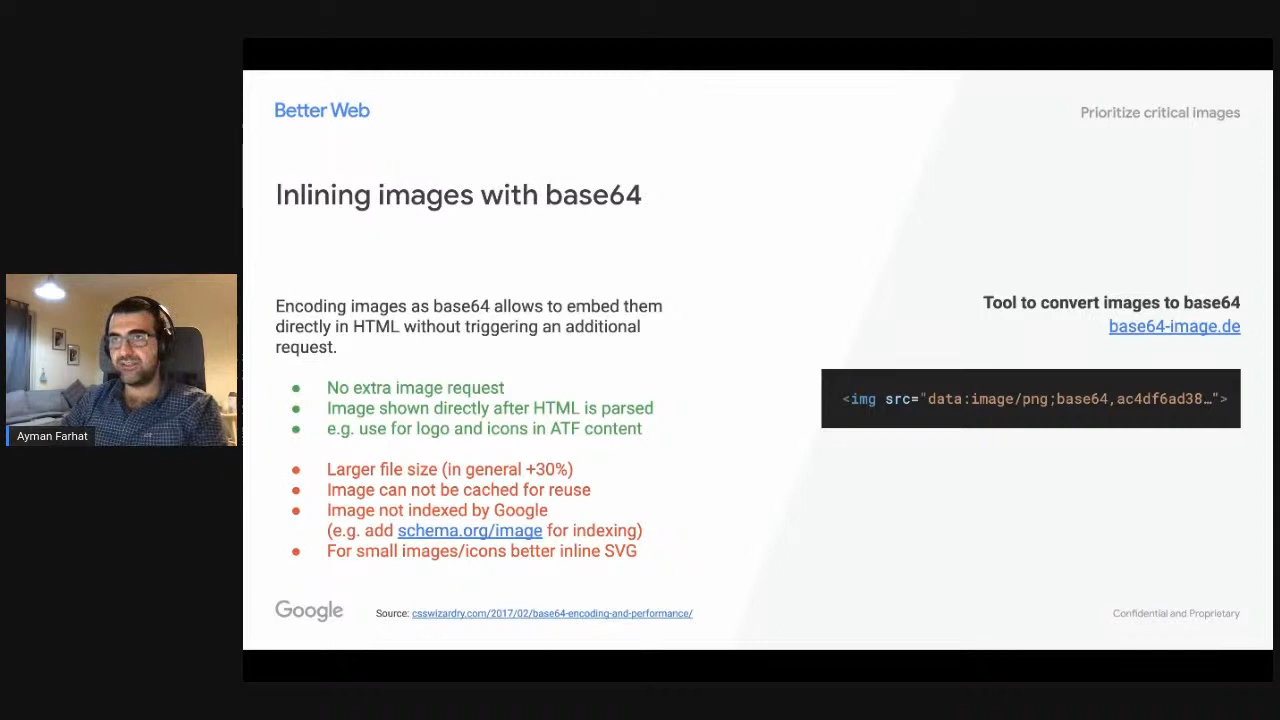 Better Web
Prioritize critical images
Inlining images with base64
Encoding images as base64 allows to embed them
directly in HTML without triggering an additional
request.
● No extra image request
● Image shown directly after HTML is parsed
● e.g. use for logo and icons in ATF content
● Larger file size (in general +30%)
● Image can not be cached for reuse
● Image not indexed by Google
(e.g. add schema.org/image for indexing)
● For small images/icons better inline SVG
Tool to convert images to base64
base64-image.de
<img src="data:image/png;base64,ac4df6ad38…">
Ayman Farhat
Google
Source: csswizardry.com/2017/02/base64-encoding-and-performance/
Confidential and Proprietary